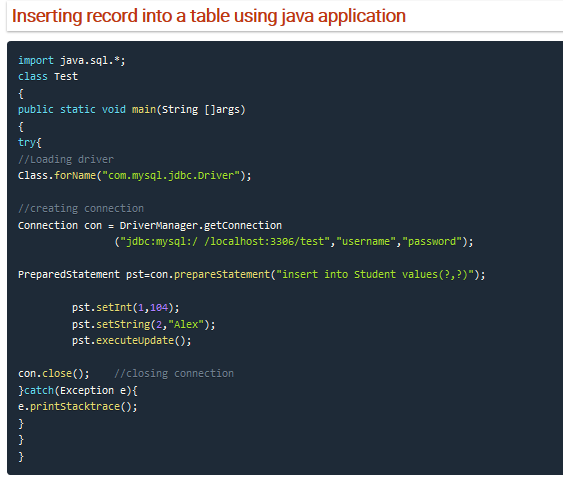 Inserting record into a table using java application
import java.sql.*;
class Test
{
public static void main(String []args)
{
try{
//Loading driver
Class.forName("com.mysql.jdbc.Driver");
//creating connection
Connection con = DriverManager.getConnection
("jdbc:mysql:/ /localhost:3306/test","username","password");
PreparedStatement pst=con.prepareStatement("insert into Student values(?,?)");
pst.setInt(1,104);
pst.setString(2,"Alex");
pst.executeUpdate();
con.close(); //closing connection
}catch(Exception e){
e.printStacktrace();
}
}
}